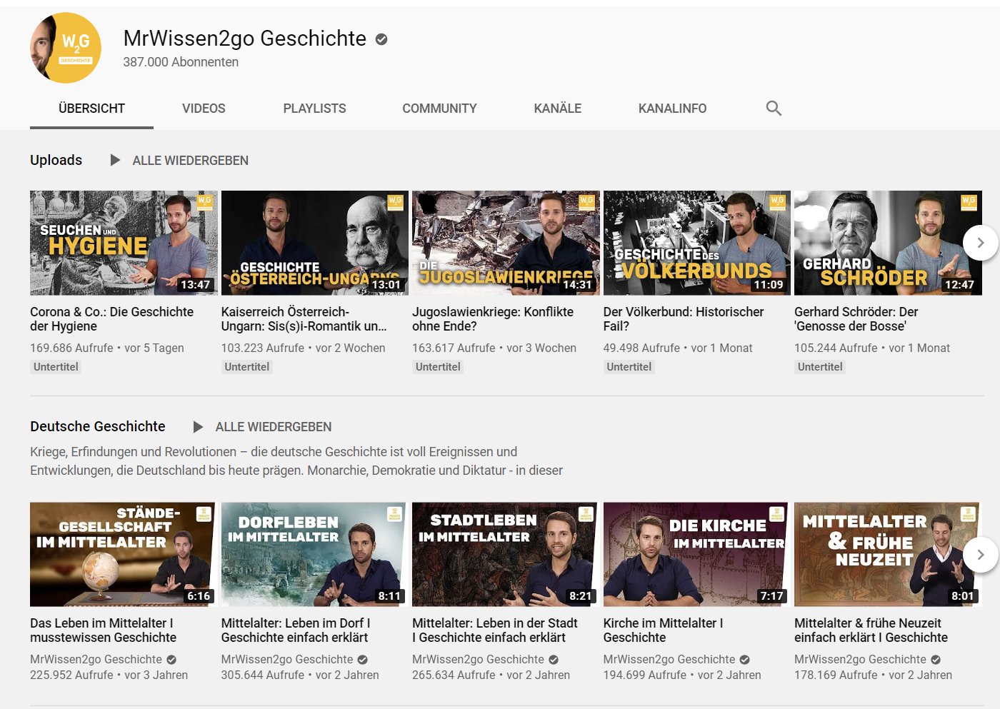 W2G
GESCHICHTE
MrWissen2go Geschichte
387.000 Abonnenten
ÜBERSICHT
VIDEOS
PLAYLISTS
COMMUNITY
KANÄLE
KANALINFO
Uploads
ALLE WIEDERGEBEN
W2G
SEUCHEN UND
HYGIENE
13:47
Corona & Co.: Die Geschichte
der Hygiene
169.686 Aufrufe • vor 5 Tagen
Untertitel
W2G
GESCHICHTE
ÖSTERREICH-UNGARNS
13:01
Kaiserreich Österreich-
Ungarn: Sis(s)i-Romantik un...
103.223 Aufrufe • vor 2 Wochen
Untertitel
W2G
DIE
JUGOSLAWIENKRIEGE
14:31
Jugoslawienkriege: Konflikte
ohne Ende?
163.617 Aufrufe • vor 3 Wochen
Untertitel
W2G
GESCHICHTE DES
VÖLKERBUNDS
11:09
Der Völkerbund: Historischer
Fail?
49.498 Aufrufe • vor 1 Monat
Untertitel
W2G
GERHARD
SCHRÖDER
12:47
Gerhard Schröder: Der
'Genosse der Bosse'
105.244 Aufrufe • vor 1 Monat
Untertitel
Deutsche Geschichte
ALLE WIEDERGEBEN
Kriege, Erfindungen und Revolutionen – die deutsche Geschichte ist voll Ereignissen und
Entwicklungen, die Deutschland bis heute prägen. Monarchie, Demokratie und Diktatur - in dieser
STÄNDE-
GESELLSCHAFT
IM MITTELALTER
6:16
Das Leben im Mittelalter I
musstewissen Geschichte
MrWissen2go Geschichte
225.952 Aufrufe • vor 3 Jahren
DORFLEBEN
IM MITTELALTER
8:11
Mittelalter: Leben im Dorf I
Geschichte einfach erklärt
MrWissen2go Geschichte
305.644 Aufrufe • vor 2 Jahren
STADTLEBEN
IM MITTELALTER
8:21
Mittelalter: Leben in der Stadt
I Geschichte einfach erklärt
MrWissen2go Geschichte
265.634 Aufrufe • vor 2 Jahren
DIE KIRCHE
IM MITTELALTER
7:17
Kirche im Mittelalter I
Geschichte
MrWissen2go Geschichte
194.699 Aufrufe • vor 2 Jahren
MITTELALTER
& FRÜHE
NEUZEIT
8:01
Mittelalter & frühe Neuzeit
einfach erklärt I Geschichte
MrWissen2go Geschichte
178.169 Aufrufe • vor 2 Jahren